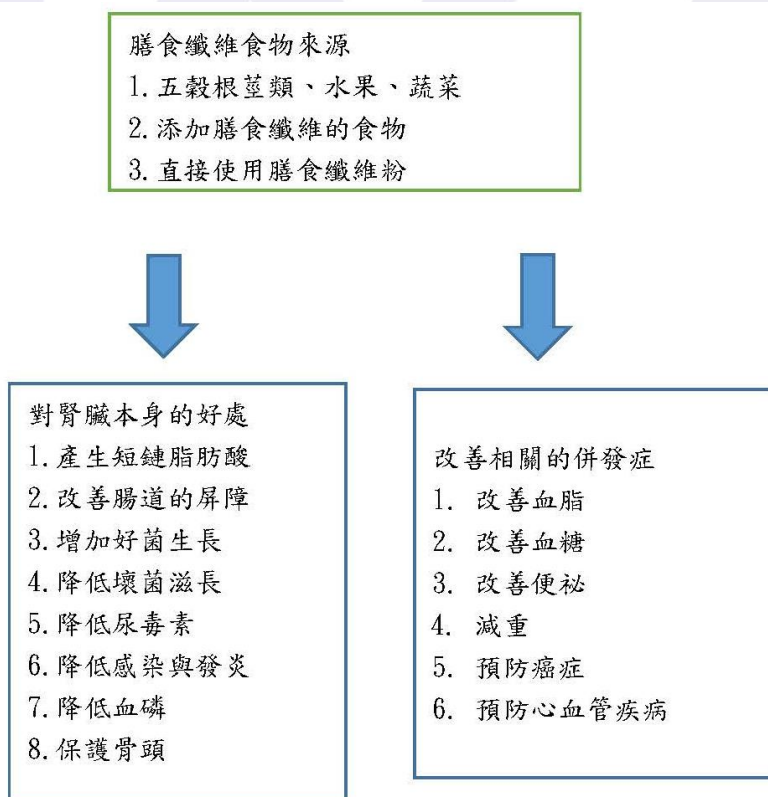 膳食纖維食物來源
1. 五穀根莖類、水果、蔬菜
2. 添加膳食纖維的食物
3. 直接使用膳食纖維粉
對腎臟本身的好處
1. 產生短鏈脂肪酸
2. 改善腸道的屏障
3. 增加好菌生長
4. 降低壞菌滋長
5. 降低尿毒素
6. 降低感染與發炎
7. 降低血磷
8. 保護骨頭
改善相關的併發症
1. 改善血脂
2. 改善血糖
3. 改善便祕
4. 減重
5. 預防癌症
6. 預防心血管疾病